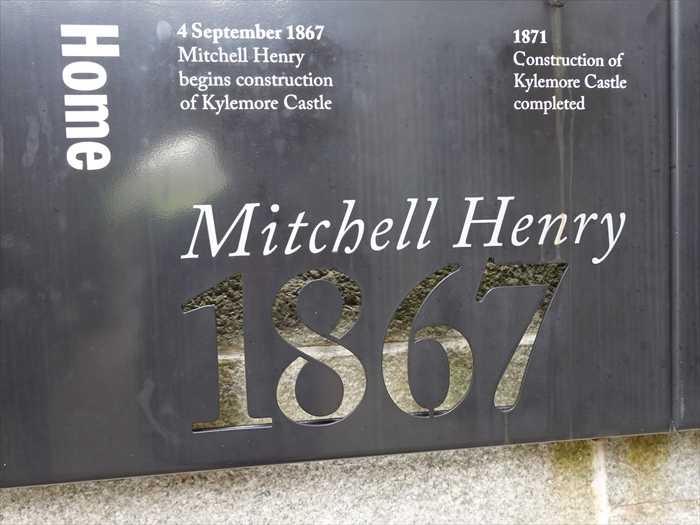 Home
4 September 1867
Mitchell Henry
begins construction
of Kylemore Castle
1871
Construction of
Kylemore Castle
completed
Mitchell Henry
1867